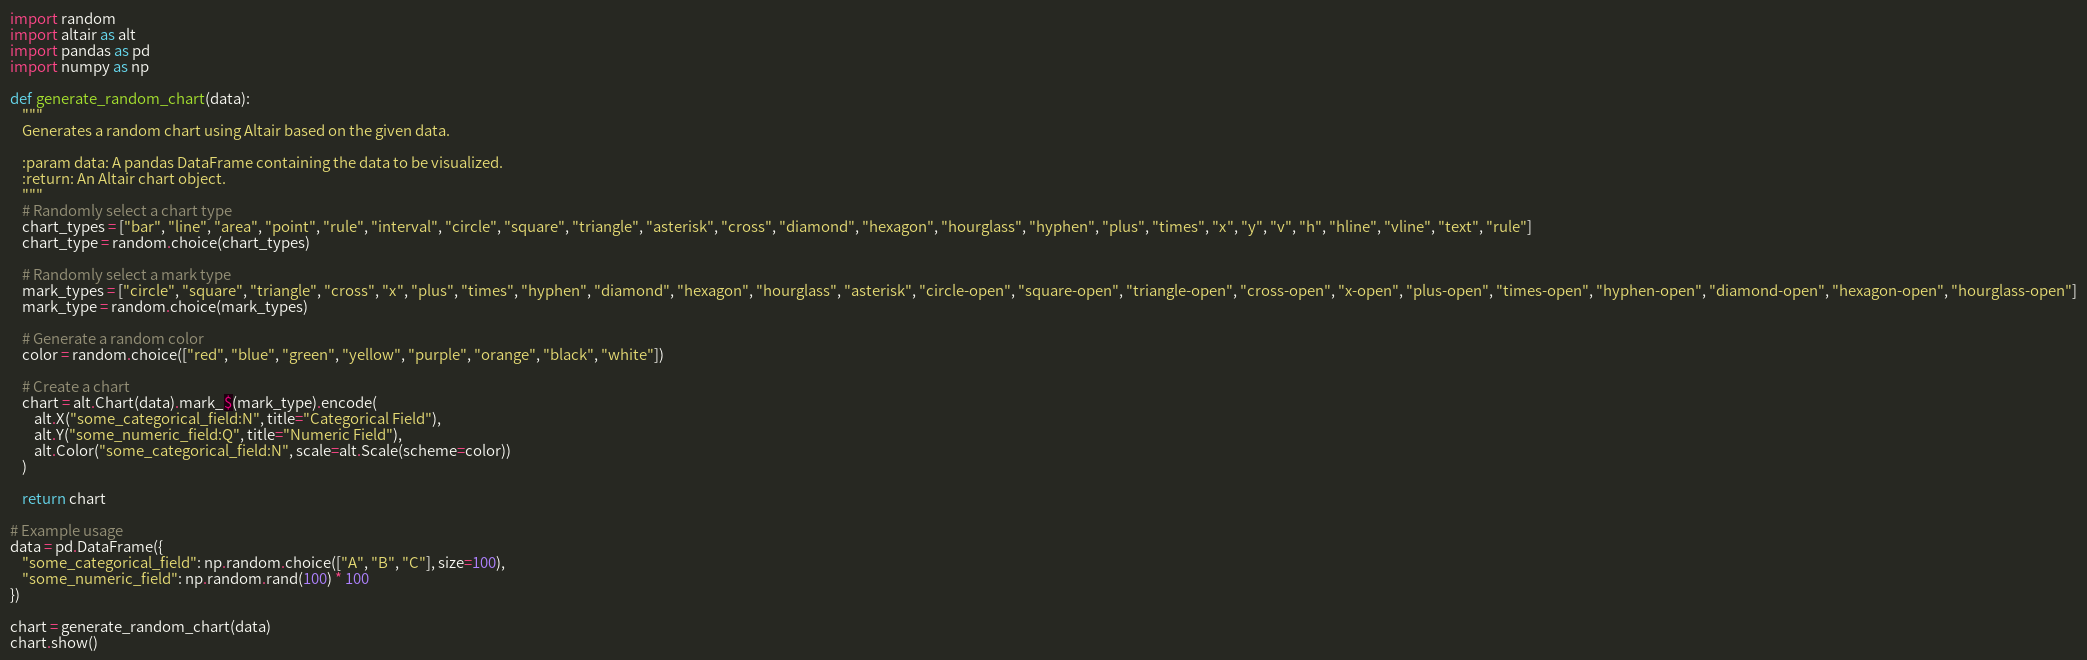 import random
import altair as alt
import pandas as pd
import numpy as np

def generate_random_chart(data):
    """
    Generates a random chart using Altair based on the given data.

    :param data: A pandas DataFrame containing the data to be visualized.
    :return: An Altair chart object.
    """
    # Randomly select a chart type
    chart_types = ["bar", "line", "area", "point", "rule", "interval", "circle", "square", "triangle", "asterisk", "cross", "diamond", "hexagon", "hourglass", "hyphen", "plus", "times", "x", "y", "v", "h", "hline", "vline", "text", "rule"]
    chart_type = random.choice(chart_types)

    # Randomly select a mark type
    mark_types = ["circle", "square", "triangle", "cross", "x", "plus", "times", "hyphen", "diamond", "hexagon", "hourglass", "asterisk", "circle-open", "square-open", "triangle-open", "cross-open", "x-open", "plus-open", "times-open", "hyphen-open", "diamond-open", "hexagon-open", "hourglass-open"]
    mark_type = random.choice(mark_types)

    # Generate a random color
    color = random.choice(["red", "blue", "green", "yellow", "purple", "orange", "black", "white"])

    # Create a chart
    chart = alt.Chart(data).mark_$(mark_type).encode(
        alt.X("some_categorical_field:N", title="Categorical Field"),
        alt.Y("some_numeric_field:Q", title="Numeric Field"),
        alt.Color("some_categorical_field:N", scale=alt.Scale(scheme=color))
    )

    return chart

# Example usage
data = pd.DataFrame({
    "some_categorical_field": np.random.choice(["A", "B", "C"], size=100),
    "some_numeric_field": np.random.rand(100) * 100
})

chart = generate_random_chart(data)
chart.show()